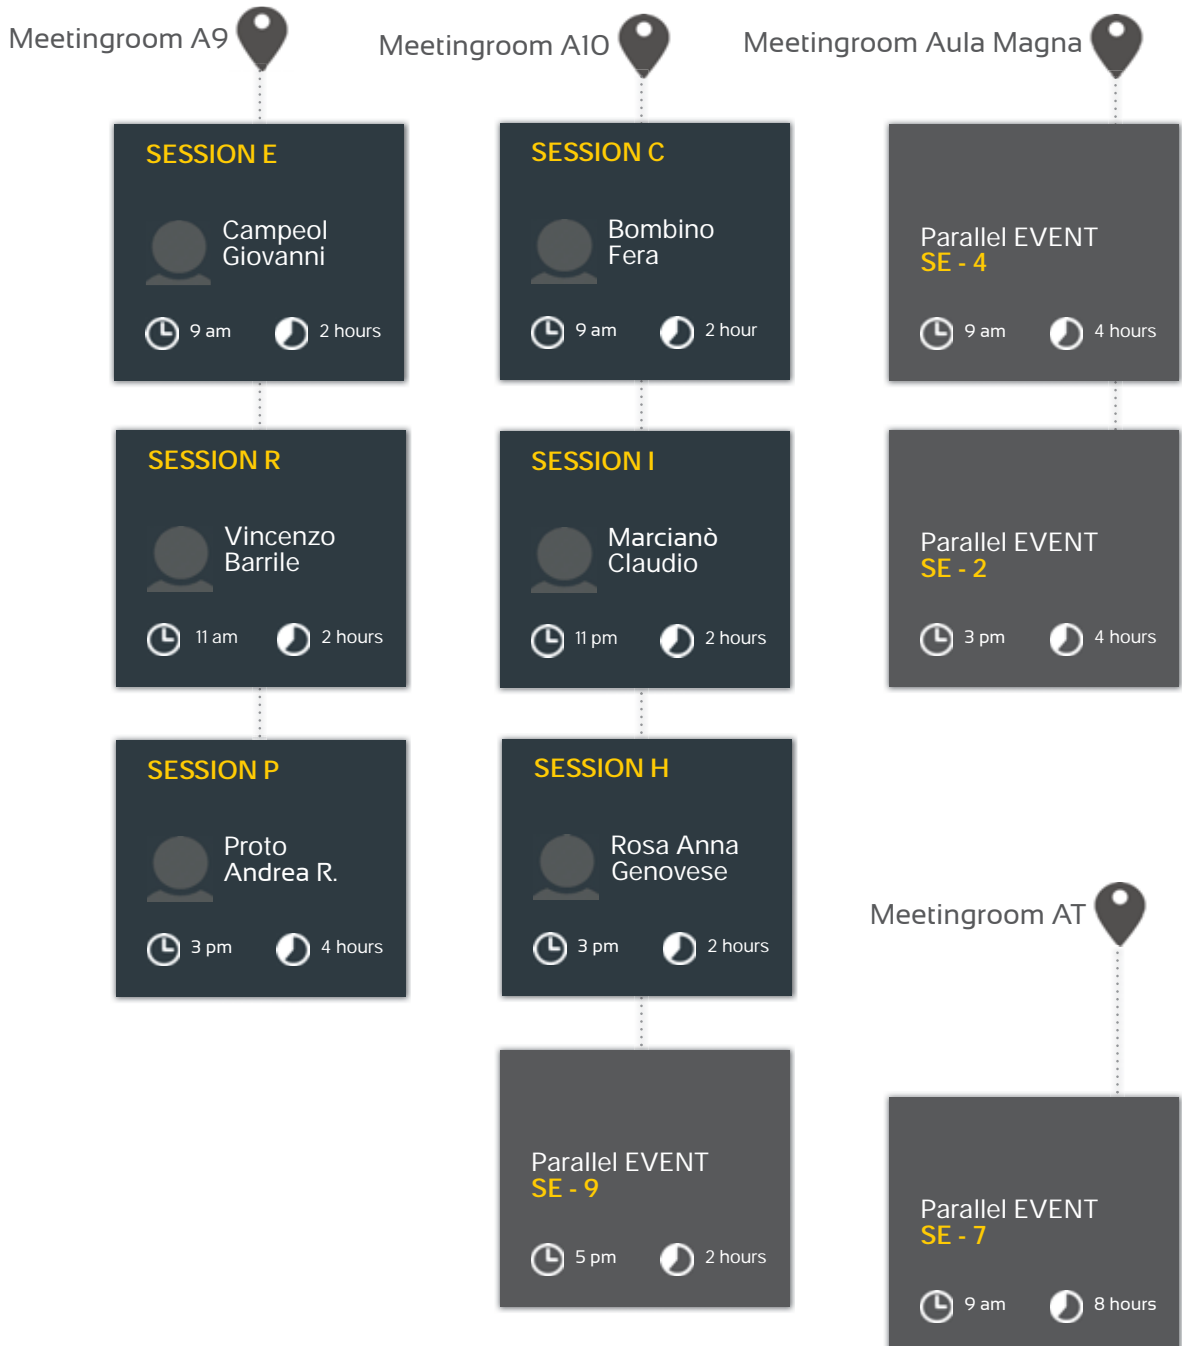 Meetingroom A9
SESSION E
Campeol
Giovanni
9 am
2 hours
SESSION R
Vincenzo
Barrile
11 am
2 hours
SESSION P
Proto
Andrea R.
3 pm
4 hours
Meetingroom A10
SESSION C
Bombino
Fera
9 am
2 hour
SESSION I
Marcianò
Claudio
11 pm
2 hours
SESSION H
Rosa Anna
Genovese
3 pm
2 hours
Parallel EVENT
SE - 9
5 pm
2 hours
Meetingroom Aula Magna
Parallel EVENT
SE - 4
9 am
4 hours
Parallel EVENT
SE - 2
3 pm
4 hours
Meetingroom AT
Parallel EVENT
SE - 7
9 am
8 hours